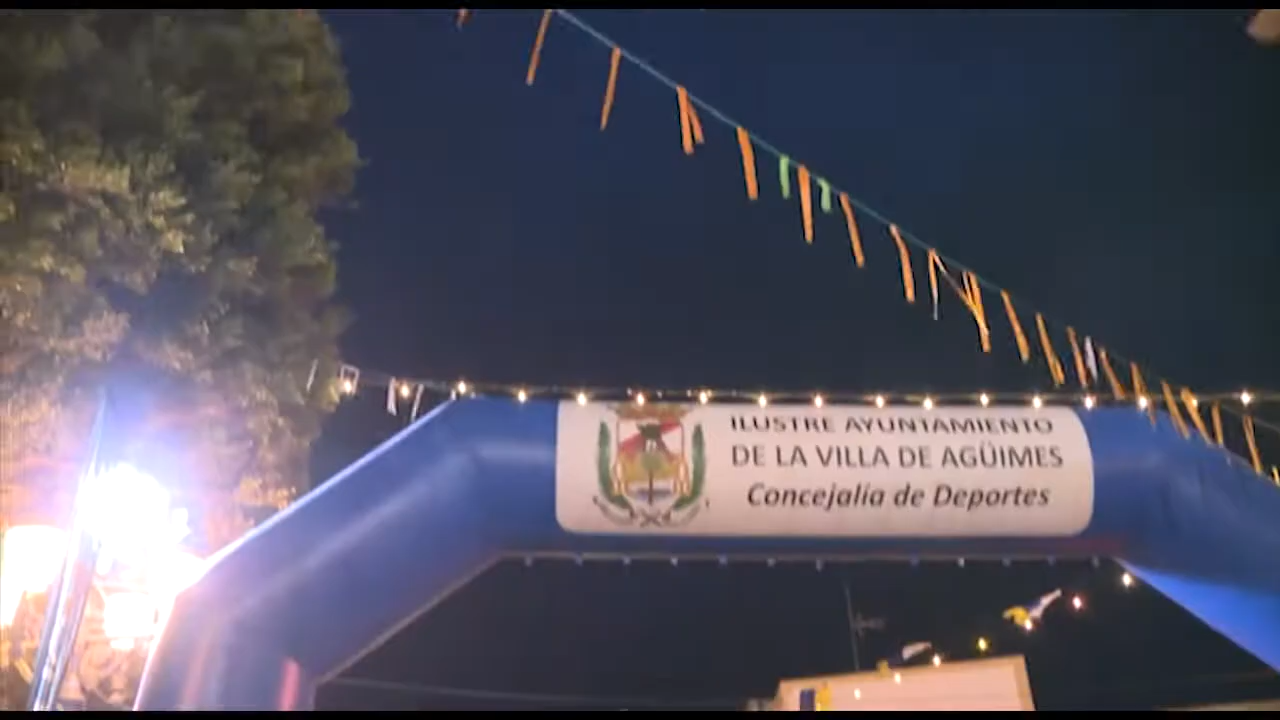 ILUSTRE AYUNTAMIENTO
DE LA VILLA DE AGÜIMES
Concejalía de Deportes